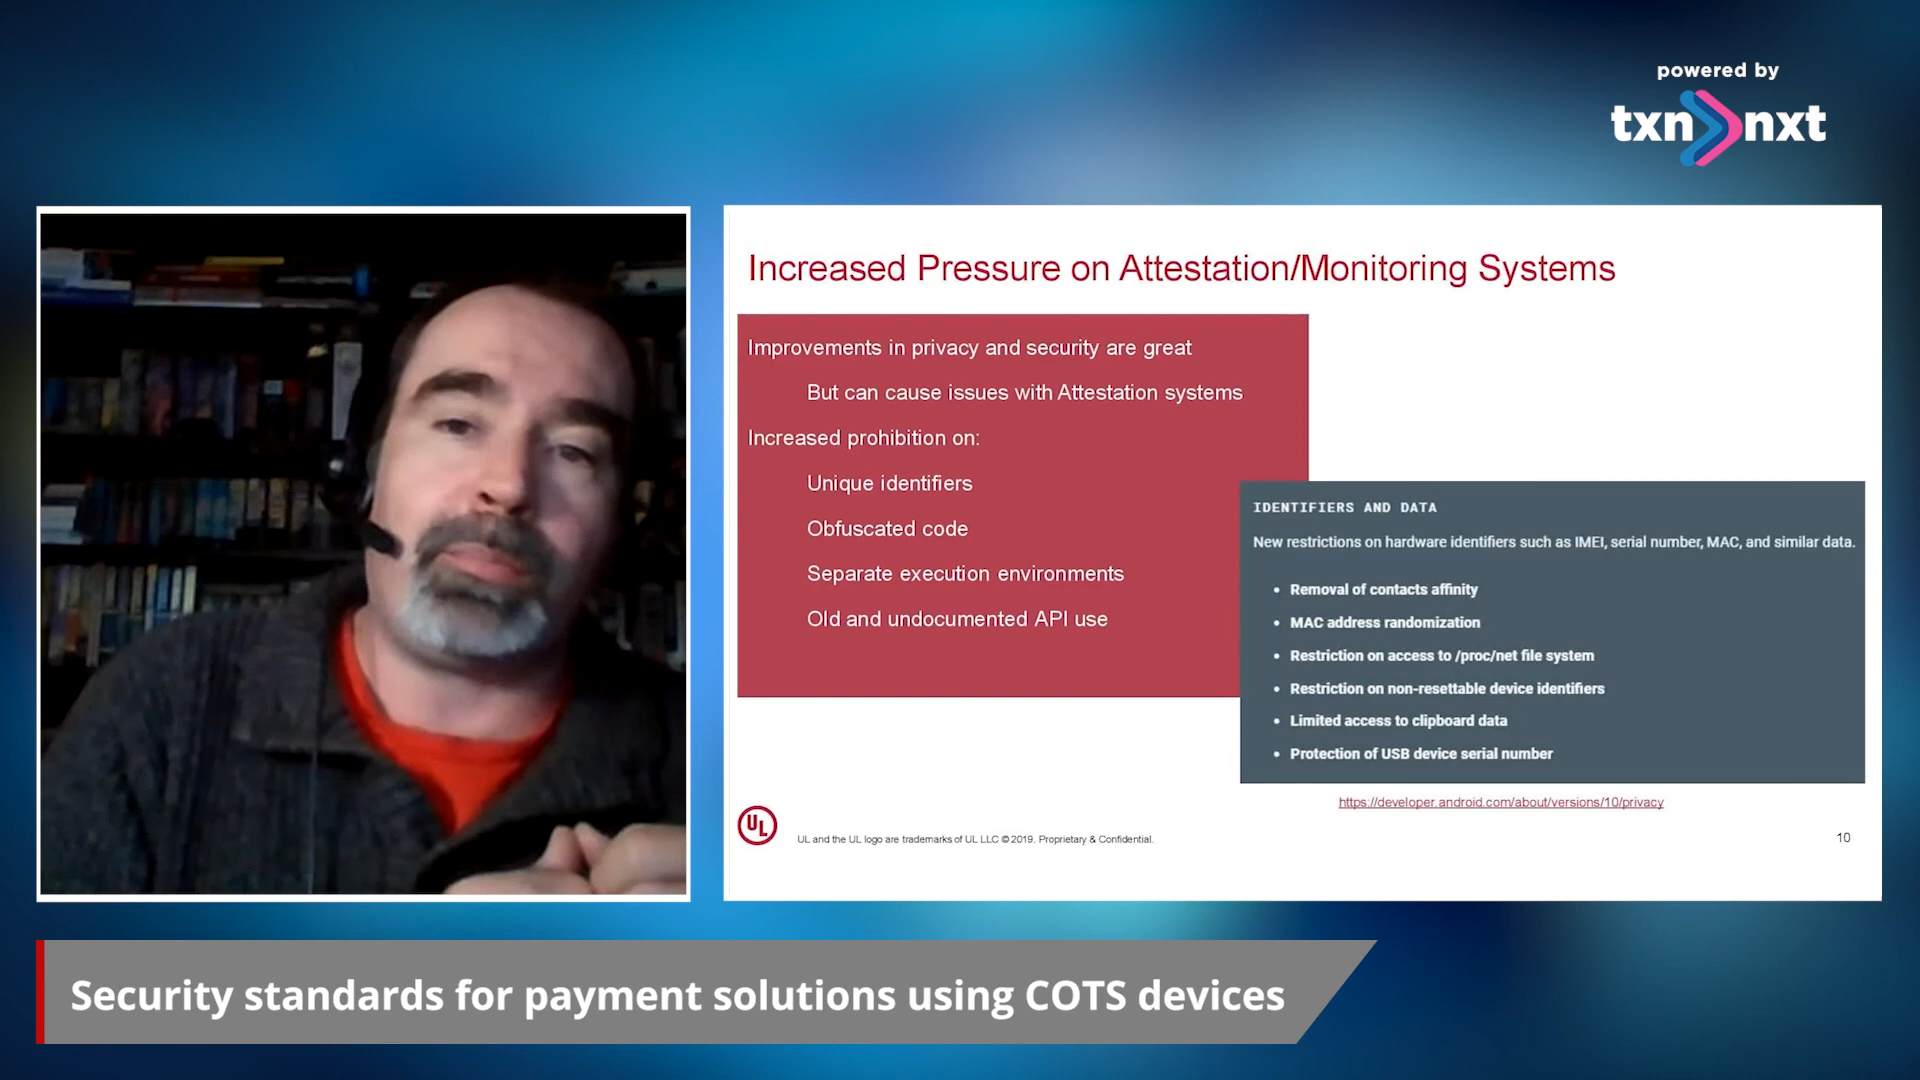 powered by
txn nxt
Increased Pressure on Attestation/Monitoring Systems
Improvements in privacy and security are great
But can cause issues with Attestation systems
Increased prohibition on:
Unique identifiers
Obfuscated code
Separate execution environments
Old and undocumented API use
IDENTIFIERS AND DATA
New restrictions on hardware identifiers such as IMEI, serial number, MAC, and similar data.
• Removal of contacts affinity
• MAC address randomization
• Restriction on access to /proc/net file system
• Restriction on non-resettable device identifiers
• Limited access to clipboard data
• Protection of USB device serial number
https://developer.android.com/about/versions/10/privacy
UL
UL and the UL logo are trademarks of UL LLC © 2019. Proprietary & Confidential.
10
Security standards for payment solutions using COTS devices